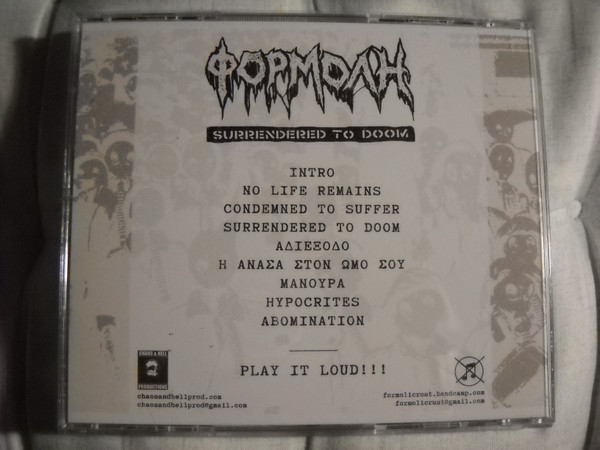 ΦΟΡΜΟΛΗ
SURRENDERED TO DOOM
INTRO
NO LIFE REMAINS
CONDEMNED TO SUFFER
SURRENDERED TO DOOM
ΑΔΙΕΞΟΔΟ
Η ΑΝΑΣΑ ΣΤΟΝ ΩΜΟ ΣΟΥ
ΜΑΝΟΥΡΑ
HYPOCRITES
ABOMINATION
PLAY IT LOUD!!!
CHAOS & HELL
PRODUCTIONS
chaosandhellprod.com
chaosandhellprod@gmail.com
formolicrust.bandcamp.com
formolicrust@gmail.com